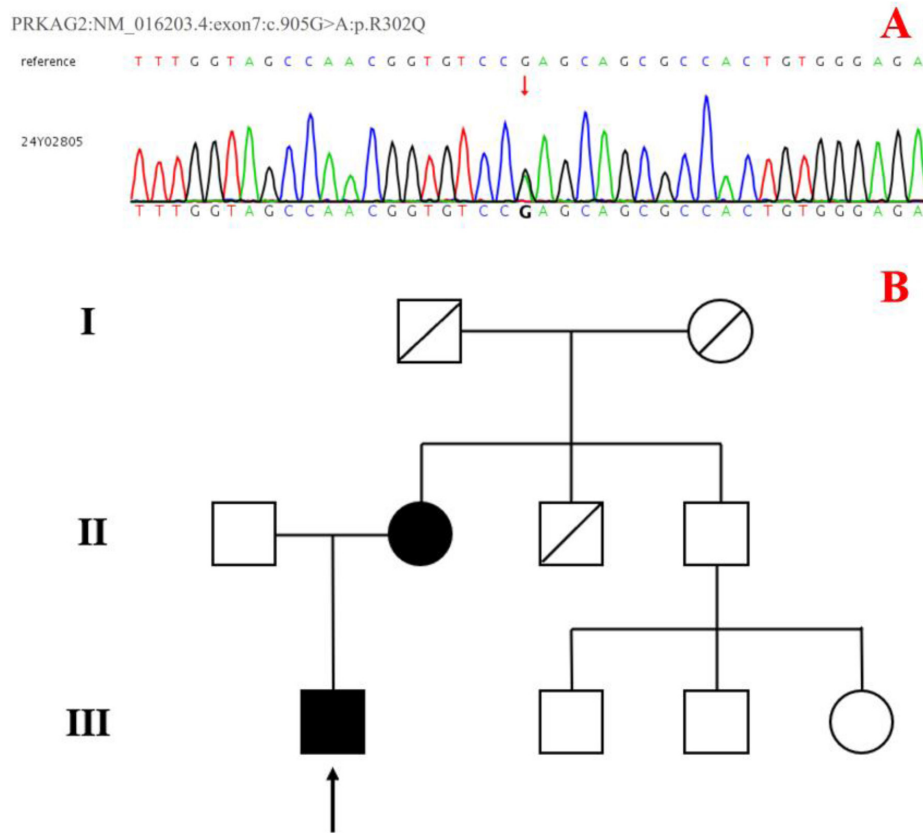 PRKAG2:NM_016203.4:exon7:c.905G>A:p.R302Q
A
reference T T T G G T A G C C A A C G G T G T C C G A G C A G C G C C A C T G T G G G A G A
24Y02805
T T T G G T A G C C A A C G G T G T C C G A G C A G C G C C A C T G T G G G A G A
B
I
II
III